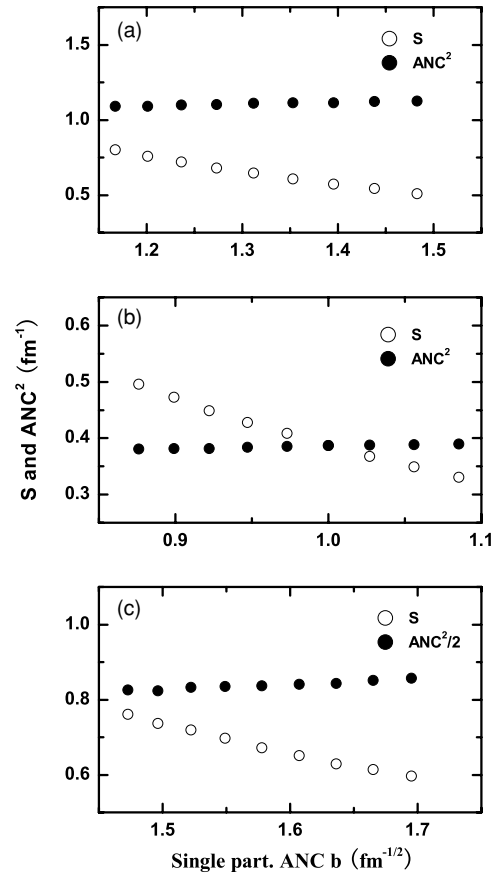 (a)
S
ANC²
1.5
1.0
0.5
1.2 1.3 1.4 1.5
(b)
S
ANC²
0.6
0.5
0.4
0.3
0.9 1.0 1.1
S and ANC² (fm⁻¹)
(c)
S
ANC²/2
1.0
0.8
0.6
1.5 1.6 1.7
Single part. ANC b (fm⁻¹/²)